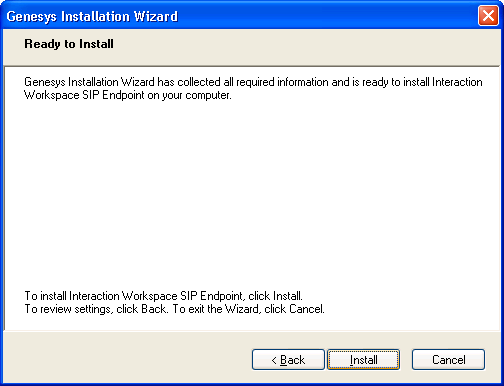 Genesys Installation Wizard
Ready to Install
Genesys Installation Wizard has collected all required information and is ready to install Interaction
Workspace SIP Endpoint on your computer.
To install Interaction Workspace SIP Endpoint, click Install.
To review settings, click Back. To exit the Wizard, click Cancel.
< Back Install Cancel